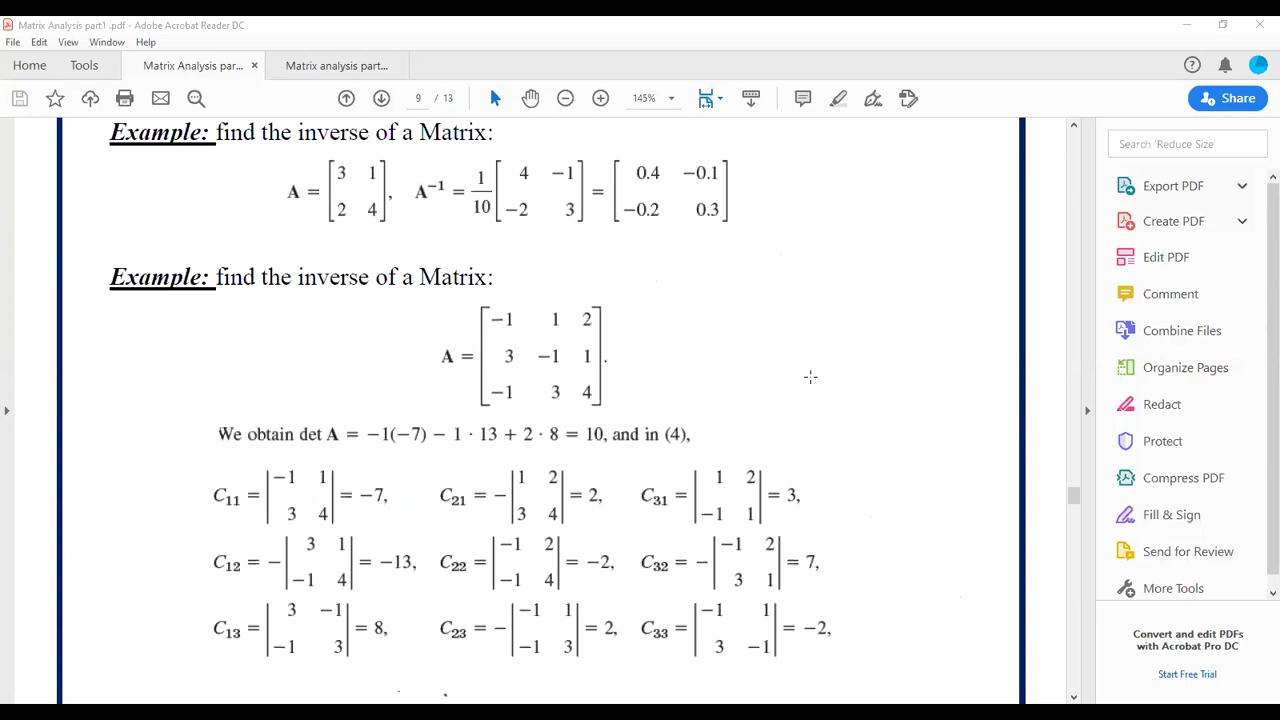 Matrix Analysis part1 .pdf - Adobe Acrobat Reader DC
File Edit View Window Help
Home Tools Matrix Analysis par... × Matrix analysis part...
9 / 13 145% Share
Example: find the inverse of a Matrix:
A = [3 1; 2 4], A⁻¹ = 1/10 [4 −1; −2 3] = [0.4 −0.1; −0.2 0.3]
Example: find the inverse of a Matrix:
A = [−1 1 2; 3 −1 1; −1 3 4].
We obtain det A = −1(−7) − 1 · 13 + 2 · 8 = 10, and in (4),
C₁₁ = |−1 1; 3 4| = −7, C₂₁ = −|1 2; 3 4| = 2, C₃₁ = |1 2; −1 1| = 3,
C₁₂ = −|3 1; −1 4| = −13, C₂₂ = |−1 2; −1 4| = −2, C₃₂ = −|−1 2; 3 1| = 7,
C₁₃ = |3 −1; −1 3| = 8, C₂₃ = −|−1 1; −1 3| = 2, C₃₃ = |−1 1; 3 −1| = −2,
Search 'Reduce Size'
Export PDF
Create PDF
Edit PDF
Comment
Combine Files
Organize Pages
Redact
Protect
Compress PDF
Fill & Sign
Send for Review
More Tools
Convert and edit PDFs
with Acrobat Pro DC
Start Free Trial